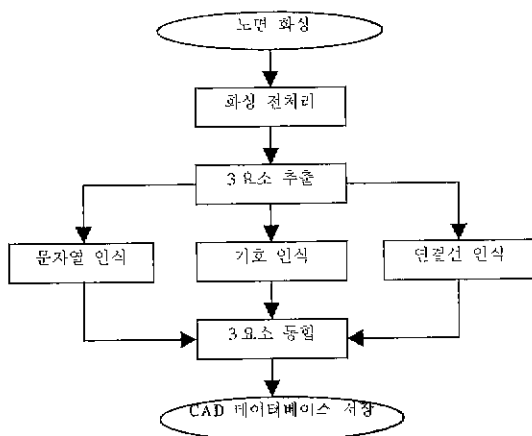 도면 화상
화상 전처리
3요소 추출
문자열 인식
기호 인식
연결선 인식
3요소 통합
CAD 데이터베이스 저장